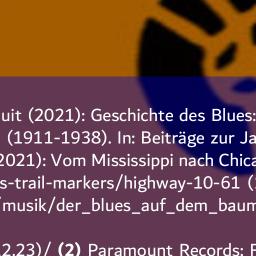 uit (2021): Geschichte des Blues:
(1911-1938). In: Beiträge zur Ja
2021): Vom Mississippi nach Chica
s-trail-markers/highway-10-61 (
/musik/der_blues_auf_dem_baum
2.23)/ (2) Paramount Records: F